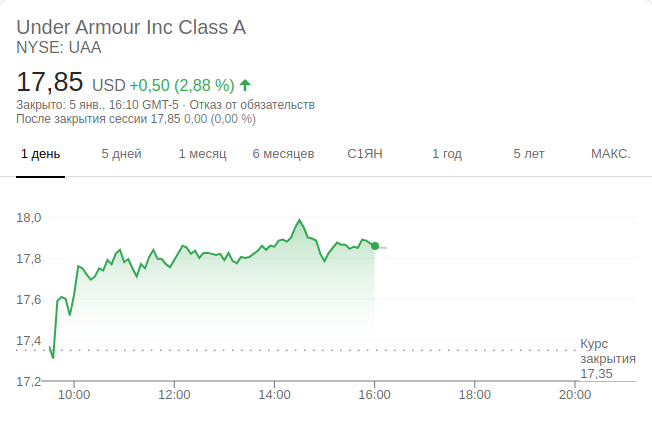 Under Armour Inc Class A
NYSE: UAA
17,85 USD +0,50 (2,88 %)
Закрыто: 5 янв., 16:10 GMT-5 · Отказ от обязательств
После закрытия сессии 17,85 0,00 (0,00 %)
1 день 5 дней 1 месяц 6 месяцев С1ЯН 1 год 5 лет МАКС.
18,0
17,8
17,6
17,4
17,2
Курс
закрытия
17,35
10:00 12:00 14:00 16:00 18:00 20:00